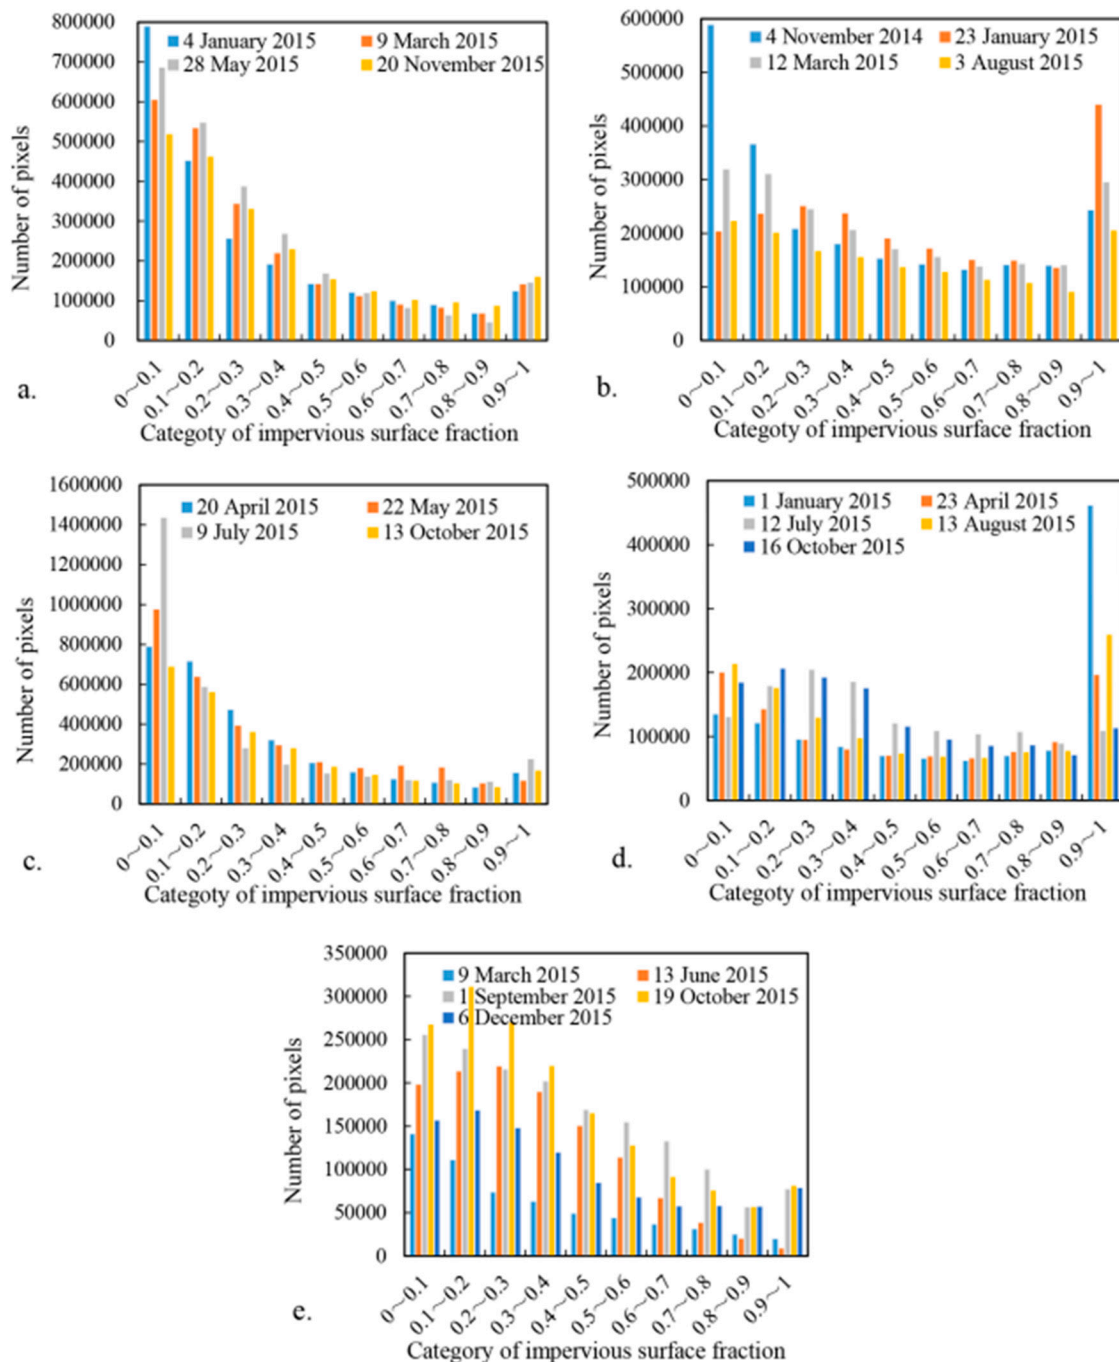 800000
700000
600000
500000
400000
300000
200000
100000
0
4 January 2015 9 March 2015
28 May 2015 20 November 2015
Number of pixels
0～0.1 0.1～0.2 0.2～0.3 0.3～0.4 0.4～0.5 0.5～0.6 0.6～0.7 0.7～0.8 0.8～0.9 0.9～1
a.
Categoty of impervious surface fraction
600000
500000
400000
300000
200000
100000
0
4 November 2014 23 January 2015
12 March 2015 3 August 2015
Number of pixels
0～0.1 0.1～0.2 0.2～0.3 0.3～0.4 0.4～0.5 0.5～0.6 0.6～0.7 0.7～0.8 0.8～0.9 0.9～1
b.
Categoty of impervious surface fraction
1600000
1400000
1200000
1000000
800000
600000
400000
200000
0
20 April 2015 22 May 2015
9 July 2015 13 October 2015
Number of pixels
0～0.1 0.1～0.2 0.2～0.3 0.3～0.4 0.4～0.5 0.5～0.6 0.6～0.7 0.7～0.8 0.8～0.9 0.9～1
c.
Categoty of impervious surface fraction
500000
400000
300000
200000
100000
0
1 January 2015 23 April 2015
12 July 2015 13 August 2015
16 October 2015
Number of pixels
0～0.1 0.1～0.2 0.2～0.3 0.3～0.4 0.4～0.5 0.5～0.6 0.6～0.7 0.7～0.8 0.8～0.9 0.9～1
d.
Categoty of impervious surface fraction
350000
300000
250000
200000
150000
100000
50000
0
9 March 2015 13 June 2015
1 September 2015 19 October 2015
6 December 2015
Number of pixels
0～0.1 0.1～0.2 0.2～0.3 0.3～0.4 0.4～0.5 0.5～0.6 0.6～0.7 0.7～0.8 0.8～0.9 0.9～1
e.
Category of impervious surface fraction